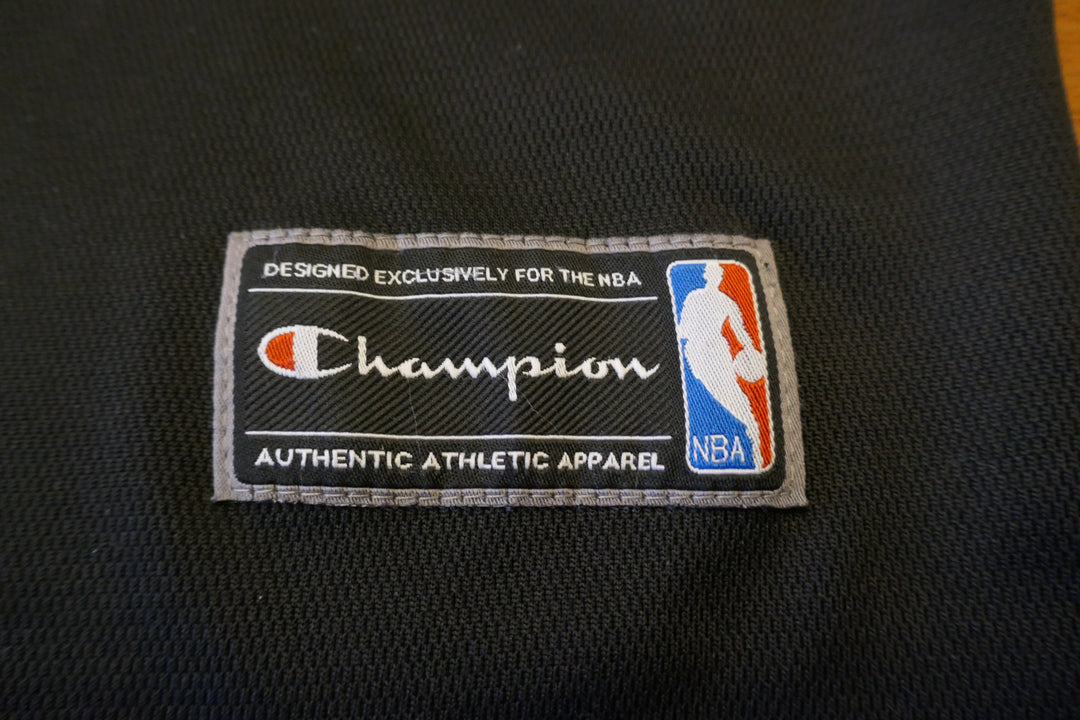 DESIGNED EXCLUSIVELY FOR THE NBA
Champion
AUTHENTIC ATHLETIC APPAREL
NBA